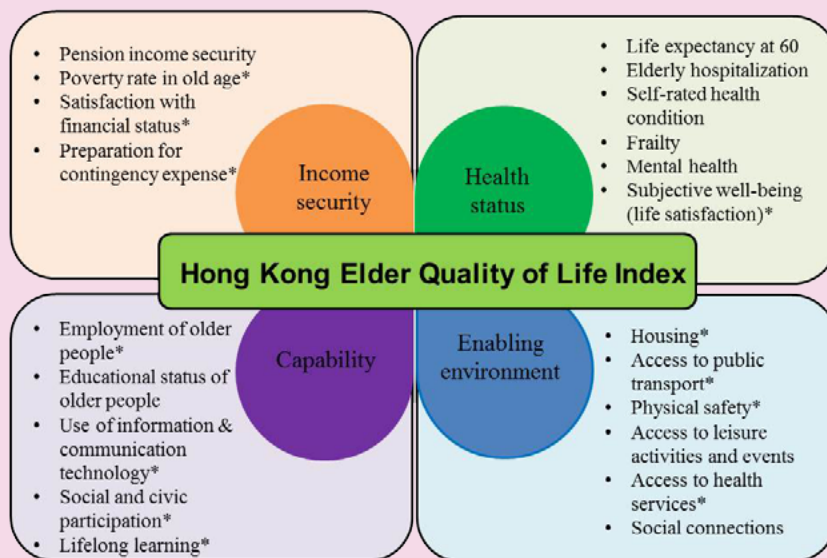 • Pension income security
• Poverty rate in old age*
• Satisfaction with
financial status*
• Preparation for
contingency expense*
Income
security
• Life expectancy at 60
• Elderly hospitalization
• Self-rated health
condition
• Frailty
• Mental health
• Subjective well-being
(life satisfaction)*
Health
status
Hong Kong Elder Quality of Life Index
• Employment of older
people*
• Educational status of
older people
• Use of information &
communication
technology*
• Social and civic
participation*
• Lifelong learning*
Capability
Enabling
environment
• Housing*
• Access to public
transport*
• Physical safety*
• Access to leisure
activities and events
• Access to health
services*
• Social connections